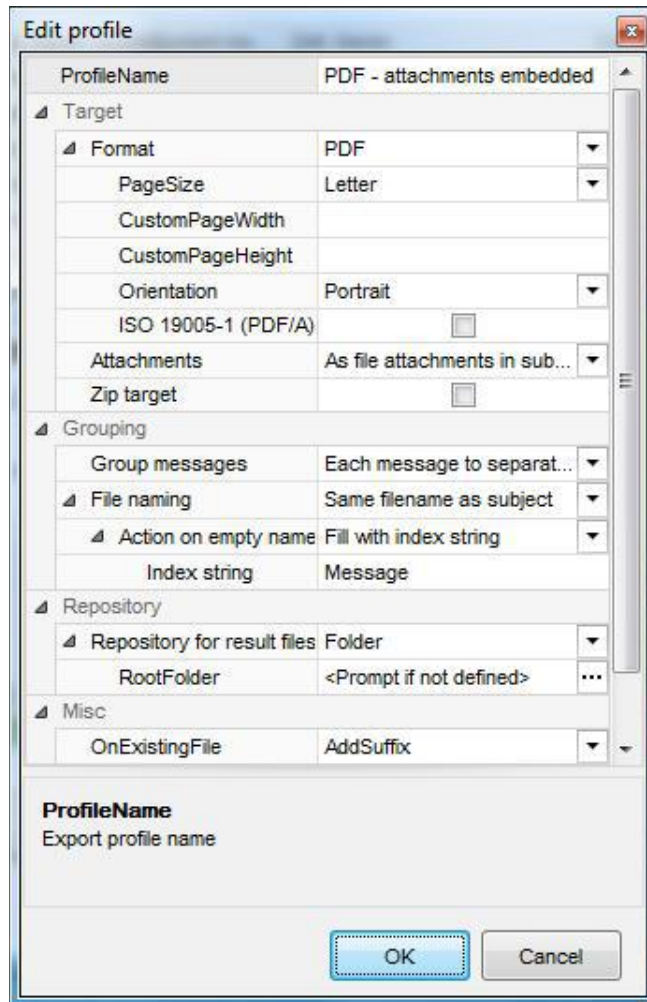 Edit profile
ProfileName PDF - attachments embedded
Target
Format PDF
PageSize Letter
CustomPageWidth
CustomPageHeight
Orientation Portrait
ISO 19005-1 (PDF/A)
Attachments As file attachments in sub...
Zip target
Grouping
Group messages Each message to separat...
File naming Same filename as subject
Action on empty name Fill with index string
Index string Message
Repository
Repository for result files Folder
RootFolder <Prompt if not defined> ...
Misc
OnExistingFile AddSuffix
ProfileName
Export profile name
OK Cancel